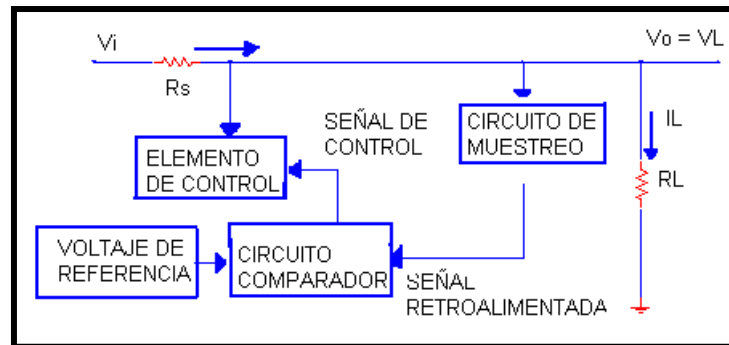 Vi
Vo = VL
Rs
SEÑAL DE
CONTROL
CIRCUITO DE
MUESTREO
IL
ELEMENTO
DE CONTROL
RL
VOLTAJE DE
REFERENCIA
CIRCUITO
COMPARADOR
SEÑAL
RETROALIMENTADA